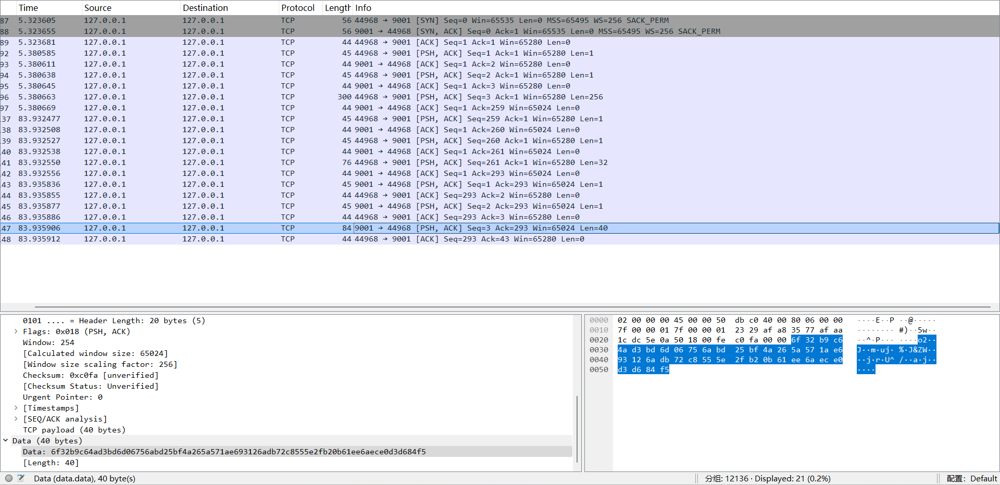 Time Source Destination Protocol Length Info
87 5.323605 127.0.0.1 127.0.0.1 TCP 56 44968 → 9001 [SYN] Seq=0 Win=65535 Len=0 MSS=65495 WS=256 SACK_PERM
88 5.323655 127.0.0.1 127.0.0.1 TCP 56 9001 → 44968 [SYN, ACK] Seq=0 Ack=1 Win=65535 Len=0 MSS=65495 WS=256 SACK_PERM
89 5.323681 127.0.0.1 127.0.0.1 TCP 44 44968 → 9001 [ACK] Seq=1 Ack=1 Win=65280 Len=0
92 5.380585 127.0.0.1 127.0.0.1 TCP 45 44968 → 9001 [PSH, ACK] Seq=1 Ack=1 Win=65280 Len=1
93 5.380611 127.0.0.1 127.0.0.1 TCP 44 9001 → 44968 [ACK] Seq=1 Ack=2 Win=65280 Len=0
94 5.380638 127.0.0.1 127.0.0.1 TCP 45 44968 → 9001 [PSH, ACK] Seq=2 Ack=1 Win=65280 Len=1
95 5.380645 127.0.0.1 127.0.0.1 TCP 44 9001 → 44968 [ACK] Seq=1 Ack=3 Win=65280 Len=0
96 5.380663 127.0.0.1 127.0.0.1 TCP 300 44968 → 9001 [PSH, ACK] Seq=3 Ack=1 Win=65280 Len=256
97 5.380669 127.0.0.1 127.0.0.1 TCP 44 9001 → 44968 [ACK] Seq=1 Ack=259 Win=65024 Len=0
37 83.932477 127.0.0.1 127.0.0.1 TCP 45 44968 → 9001 [PSH, ACK] Seq=259 Ack=1 Win=65280 Len=1
38 83.932508 127.0.0.1 127.0.0.1 TCP 44 9001 → 44968 [ACK] Seq=1 Ack=260 Win=65024 Len=0
39 83.932527 127.0.0.1 127.0.0.1 TCP 45 44968 → 9001 [PSH, ACK] Seq=260 Ack=1 Win=65280 Len=1
40 83.932538 127.0.0.1 127.0.0.1 TCP 44 9001 → 44968 [ACK] Seq=1 Ack=261 Win=65024 Len=0
41 83.932550 127.0.0.1 127.0.0.1 TCP 76 44968 → 9001 [PSH, ACK] Seq=261 Ack=1 Win=65280 Len=32
42 83.932556 127.0.0.1 127.0.0.1 TCP 44 9001 → 44968 [ACK] Seq=1 Ack=293 Win=65024 Len=0
43 83.935836 127.0.0.1 127.0.0.1 TCP 45 9001 → 44968 [PSH, ACK] Seq=1 Ack=293 Win=65024 Len=1
44 83.935855 127.0.0.1 127.0.0.1 TCP 44 44968 → 9001 [ACK] Seq=293 Ack=2 Win=65280 Len=0
45 83.935877 127.0.0.1 127.0.0.1 TCP 45 9001 → 44968 [PSH, ACK] Seq=2 Ack=293 Win=65024 Len=1
46 83.935886 127.0.0.1 127.0.0.1 TCP 44 44968 → 9001 [ACK] Seq=293 Ack=3 Win=65280 Len=0
47 83.935906 127.0.0.1 127.0.0.1 TCP 84 9001 → 44968 [PSH, ACK] Seq=3 Ack=293 Win=65024 Len=40
48 83.935912 127.0.0.1 127.0.0.1 TCP 44 44968 → 9001 [ACK] Seq=293 Ack=43 Win=65280 Len=0
0101 .... = Header Length: 20 bytes (5)
Flags: 0x018 (PSH, ACK)
Window: 254
[Calculated window size: 65024]
[Window size scaling factor: 256]
Checksum: 0xc0fa [unverified]
[Checksum Status: Unverified]
Urgent Pointer: 0
[Timestamps]
[SEQ/ACK analysis]
TCP payload (40 bytes)
Data (40 bytes)
Data: 6f32b9c64ad3bd6d06756abd25bf4a265a571ae693126adb72c8555e2fb20b61ee6aece0d3d684f5
[Length: 40]
0000 02 00 00 00 45 00 00 50 db c0 40 00 80 06 00 00 ····E··P ··@·····
0010 7f 00 00 01 7f 00 00 01 23 29 af a8 35 77 af aa ········ #)··5w··
0020 1c dc 5e 0a 50 18 00 fe c0 fa 00 00 6f 32 b9 c6 ··^·P··· ····o2··
0030 4a d3 bd 6d 06 75 6a bd 25 bf 4a 26 5a 57 1a e6 J··m·uj· %·J&ZW··
0040 93 12 6a db 72 c8 55 5e 2f b2 0b 61 ee 6a ec e0 ··j·r·U^ /··a·j··
0050 d3 d6 84 f5 ····
Data (data.data), 40 byte(s) 分组: 12136 · Displayed: 21 (0.2%) 配置: Default